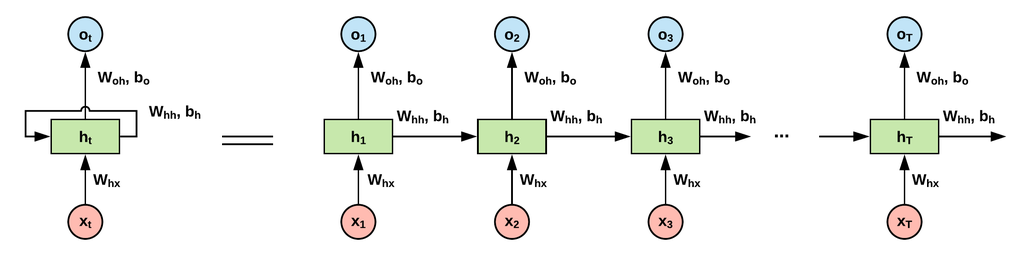 oₜ o₁ o₂ o₃ o_T
Wₒₕ, bₒ Wₒₕ, bₒ Wₒₕ, bₒ Wₒₕ, bₒ Wₒₕ, bₒ
Wₕₕ, bₕ Wₕₕ, bₕ Wₕₕ, bₕ Wₕₕ, bₕ Wₕₕ, bₕ
hₜ h₁ h₂ h₃ ... h_T
Wₕₓ Wₕₓ Wₕₓ Wₕₓ Wₕₓ
xₜ x₁ x₂ x₃ x_T